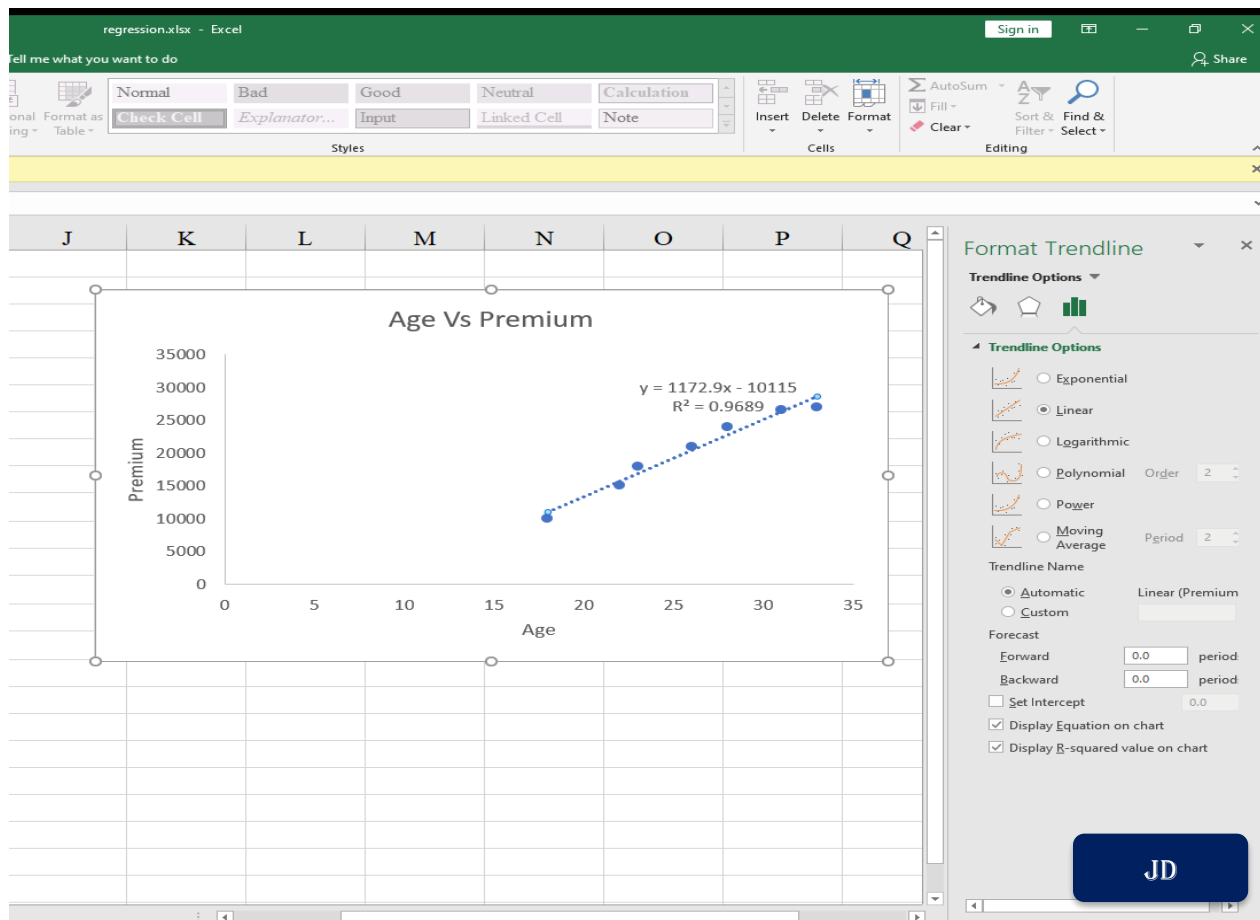 regression.xlsx - Excel
Sign in
Tell me what you want to do
Share
Normal Bad Good Neutral Calculation
Check Cell Explanator... Input Linked Cell Note
Format as Table
Styles
Insert Delete Format
Cells
AutoSum
Fill
Clear
Sort & Filter
Find & Select
Editing
J K L M N O P Q
Age Vs Premium
y = 1172.9x - 10115
R² = 0.9689
Premium
35000
30000
25000
20000
15000
10000
5000
0
0 5 10 15 20 25 30 35
Age
Format Trendline
Trendline Options
Trendline Options
Exponential
Linear
Logarithmic
Polynomial Order 2
Power
Moving Average Period 2
Trendline Name
Automatic Linear (Premium
Custom
Forecast
Forward 0.0 period
Backward 0.0 period
Set Intercept 0.0
Display Equation on chart
Display R-squared value on chart
JD